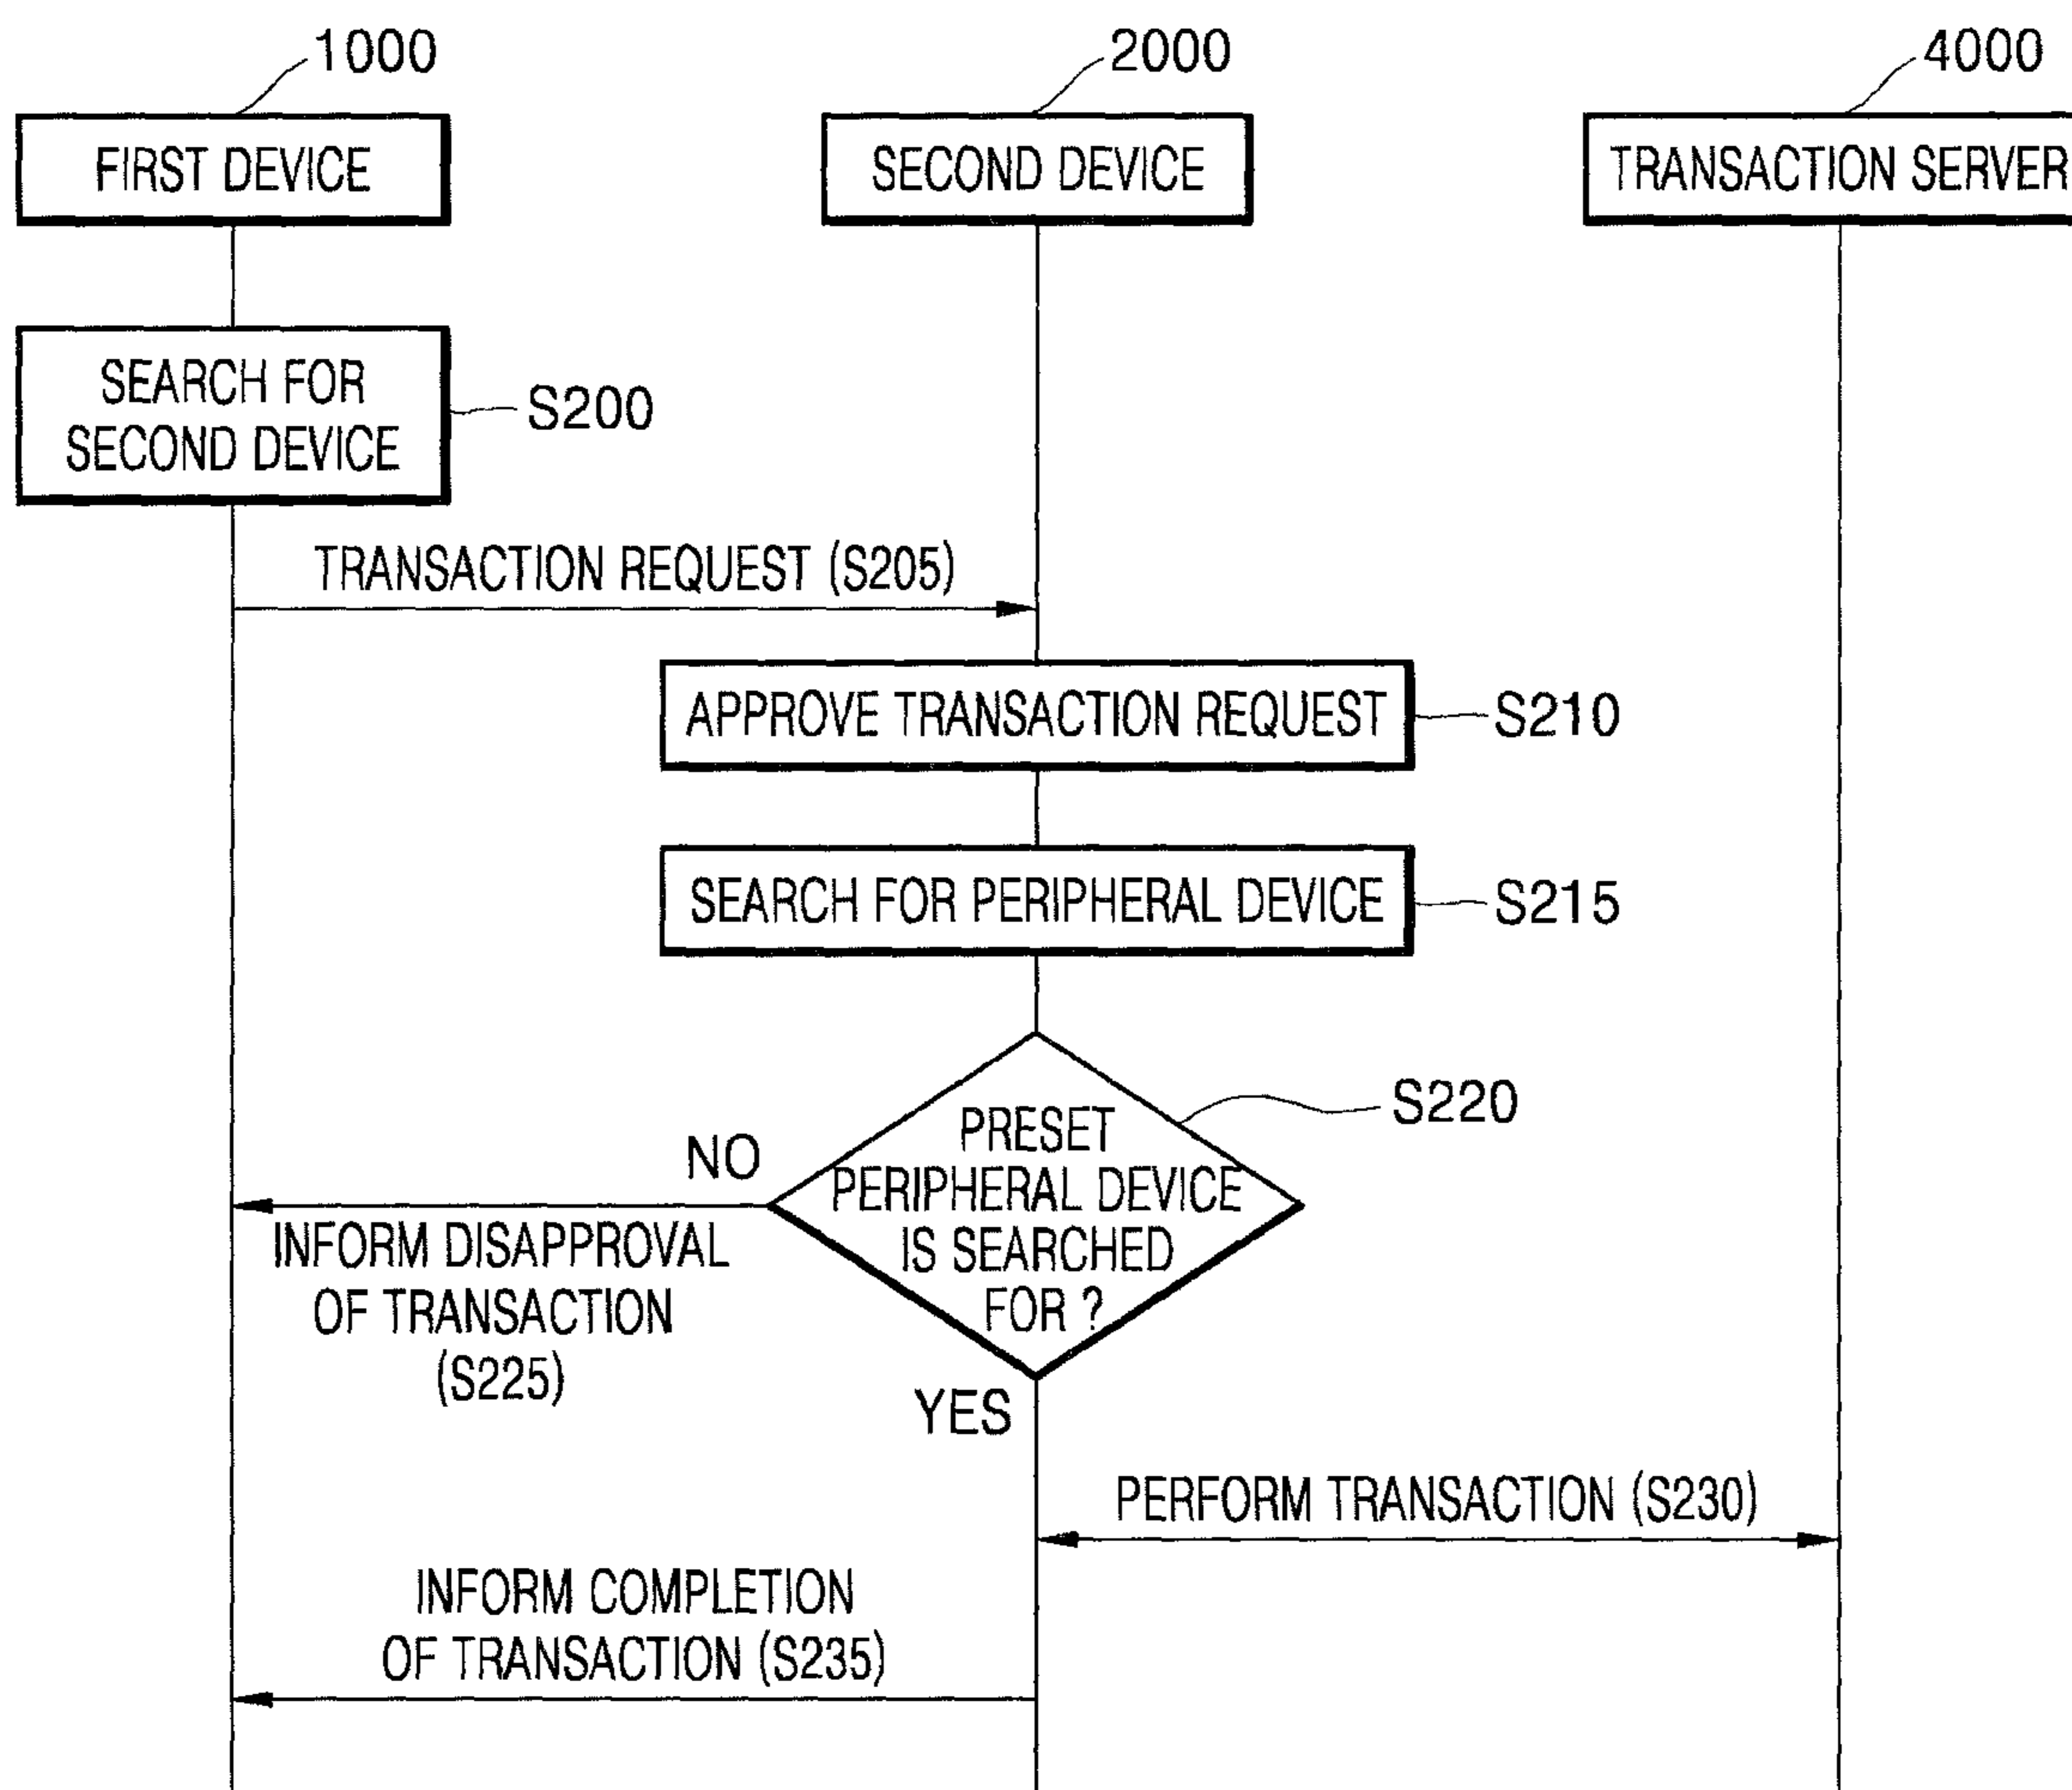 1000
2000
4000
FIRST DEVICE
SECOND DEVICE
TRANSACTION SERVER
SEARCH FOR
SECOND DEVICE
S200
TRANSACTION REQUEST (S205)
APPROVE TRANSACTION REQUEST
S210
SEARCH FOR PERIPHERAL DEVICE
S215
S220
PRESET
PERIPHERAL DEVICE
IS SEARCHED
FOR ?
NO
INFORM DISAPPROVAL
OF TRANSACTION
(S225)
YES
PERFORM TRANSACTION (S230)
INFORM COMPLETION
OF TRANSACTION (S235)